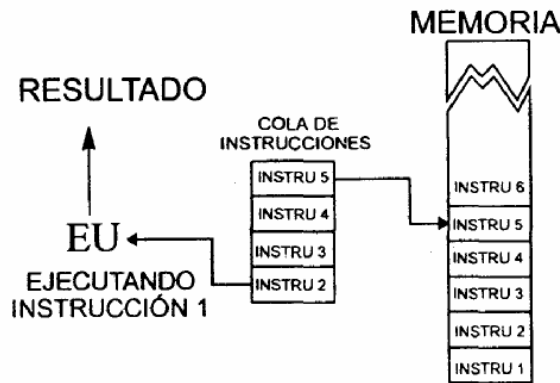 MEMORIA
RESULTADO
COLA DE
INSTRUCCIONES
INSTRU 5
INSTRU 4
INSTRU 3
INSTRU 2
EU
EJECUTANDO
INSTRUCCIÓN 1
INSTRU 6
INSTRU 5
INSTRU 4
INSTRU 3
INSTRU 2
INSTRU 1